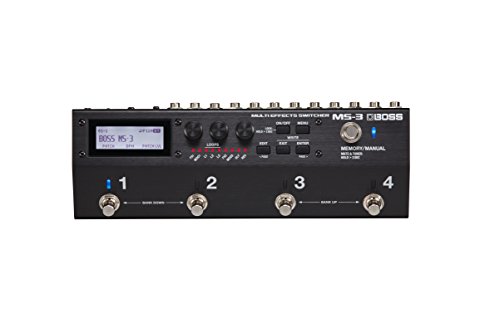 MULTI EFFECTS SWITCHER MS-3 BOSS
BOSS MS-3
ON/OFF MENU
LOOPS
WRITE
EDIT EXIT ENTER
MEMORY/MANUAL
1 2 3 4
BANK DOWN
BANK UP